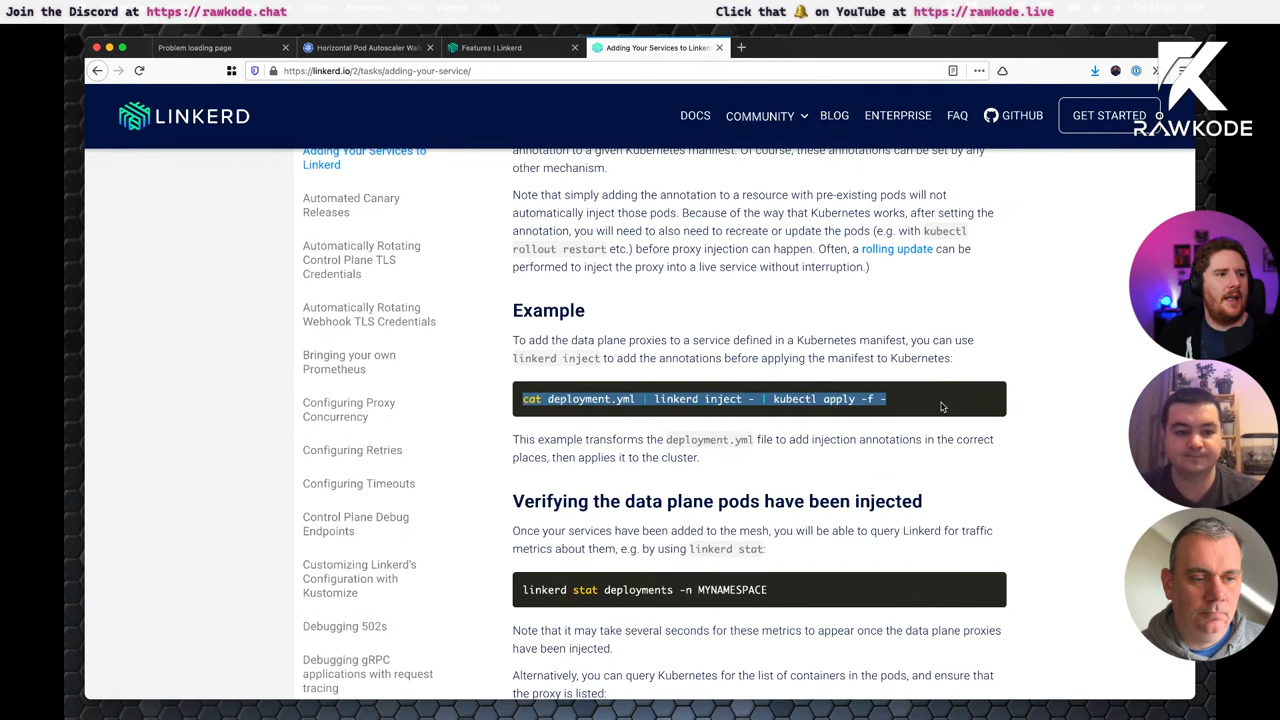 Join the Discord at https://rawkode.chat
Click that 🔔 on YouTube at https://rawkode.live
Problem loading page
Horizontal Pod Autoscaler Wal
Features | Linkerd
Adding Your Services to Linker
https://linkerd.io/2/tasks/adding-your-service/
RAWKODE
LINKERD
DOCS
COMMUNITY
BLOG
ENTERPRISE
FAQ
GITHUB
GET STARTED
Adding Your Services to
Linkerd
Automated Canary
Releases
Automatically Rotating
Control Plane TLS
Credentials
Automatically Rotating
Webhook TLS Credentials
Bringing your own
Prometheus
Configuring Proxy
Concurrency
Configuring Retries
Configuring Timeouts
Control Plane Debug
Endpoints
Customizing Linkerd's
Configuration with
Kustomize
Debugging 502s
Debugging gRPC
applications with request
tracing
annotation to a given Kubernetes manifest. Of course, these annotations can be set by any
other mechanism.
Note that simply adding the annotation to a resource with pre-existing pods will not
automatically inject those pods. Because of the way that Kubernetes works, after setting the
annotation, you will need to also need to recreate or update the pods (e.g. with kubectl
rollout restart etc.) before proxy injection can happen. Often, a rolling update can be
performed to inject the proxy into a live service without interruption.)
Example
To add the data plane proxies to a service defined in a Kubernetes manifest, you can use
linkerd inject to add the annotations before applying the manifest to Kubernetes:
cat deployment.yml | linkerd inject - | kubectl apply -f -
This example transforms the deployment.yml file to add injection annotations in the correct
places, then applies it to the cluster.
Verifying the data plane pods have been injected
Once your services have been added to the mesh, you will be able to query Linkerd for traffic
metrics about them, e.g. by using linkerd stat:
linkerd stat deployments -n MYNAMESPACE
Note that it may take several seconds for these metrics to appear once the data plane proxies
have been injected.
Alternatively, you can query Kubernetes for the list of containers in the pods, and ensure that
the proxy is listed: